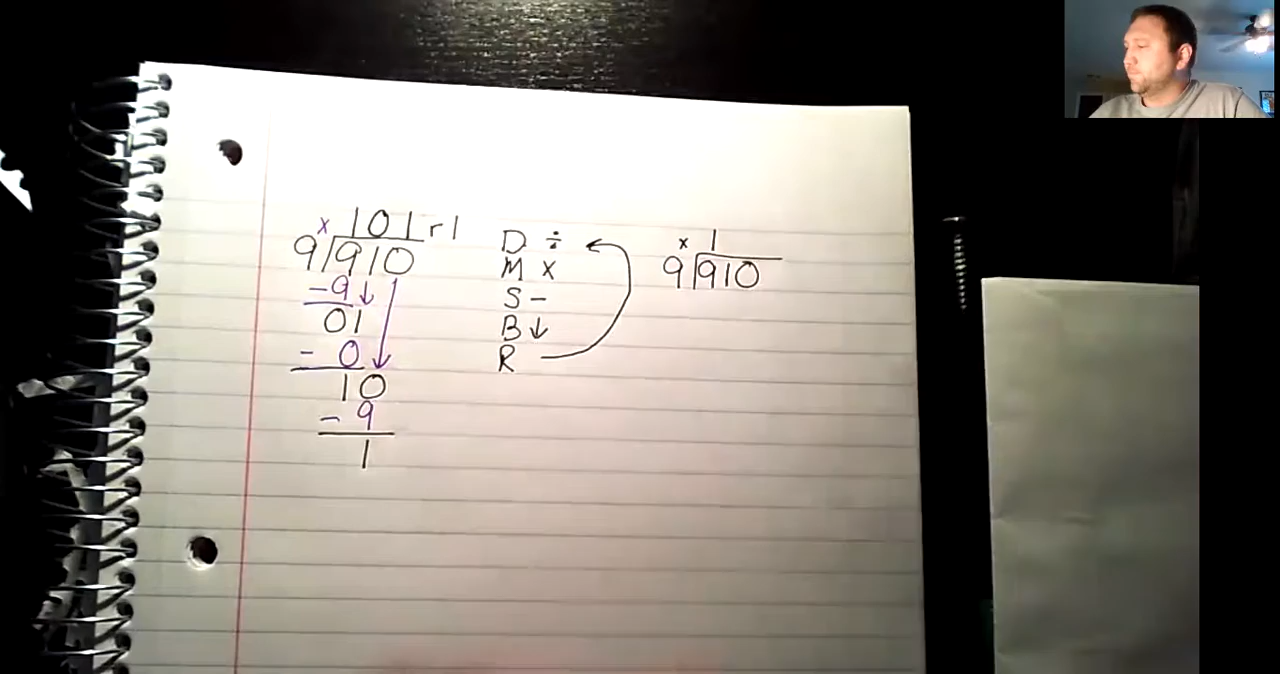 101 r1
x
9 910
-9 ↓
01
- 0
10
- 9
1
D ÷
M x
S -
B ↓
R
x 1
9 910